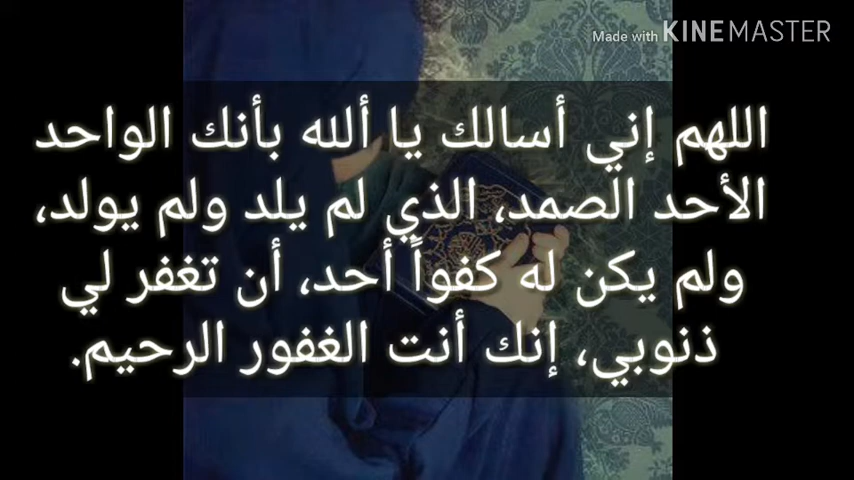 Made with KINEMASTER
اللهم إني أسالك يا ألله بأنك الواحد
الأحد الصمد، الذي لم يلد ولم يولد،
ولم يكن له كفواً أحد، أن تغفر لي
ذنوبي، إنك أنت الغفور الرحيم.